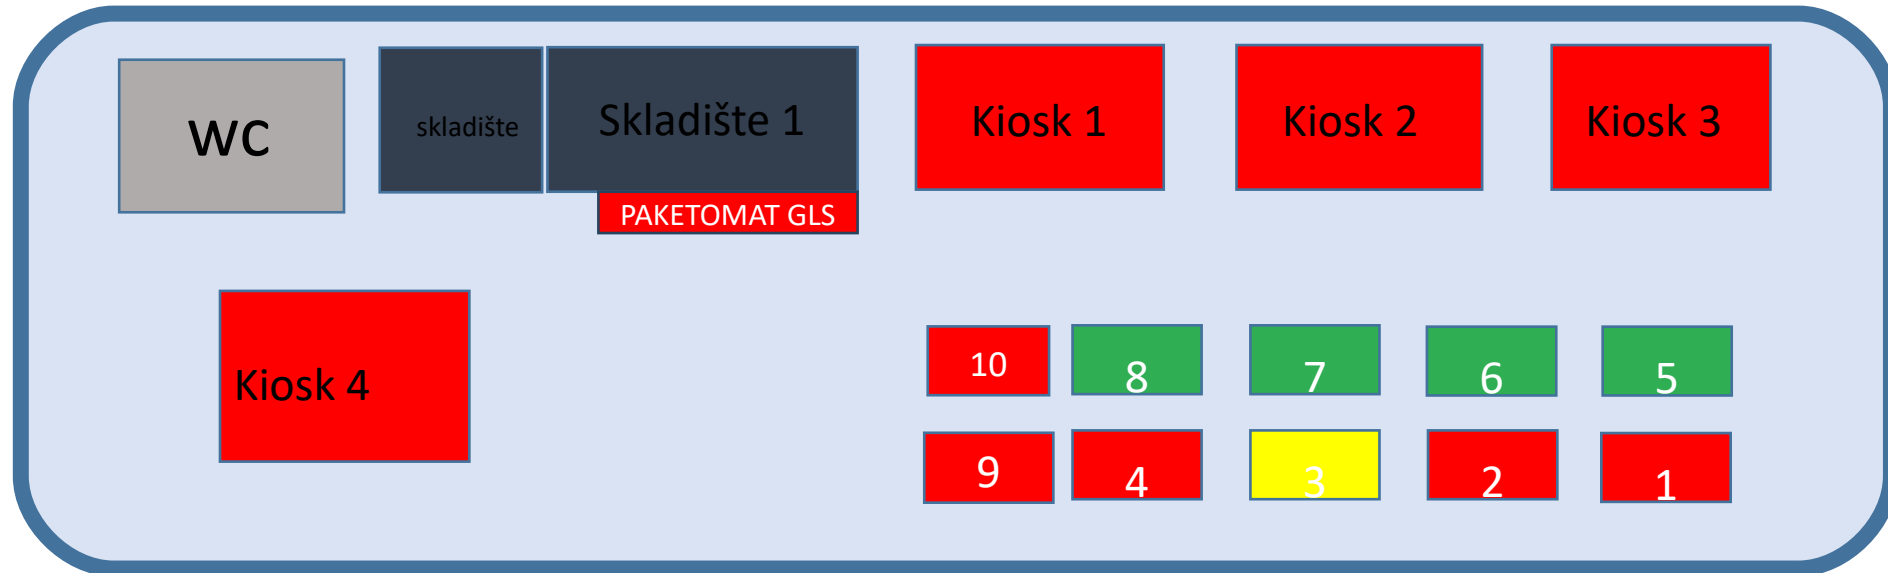 WC
skladište
Skladište 1
Kiosk 1
Kiosk 2
Kiosk 3
PAKETOMAT GLS
Kiosk 4
10
8
7
6
5
9
4
3
2
1